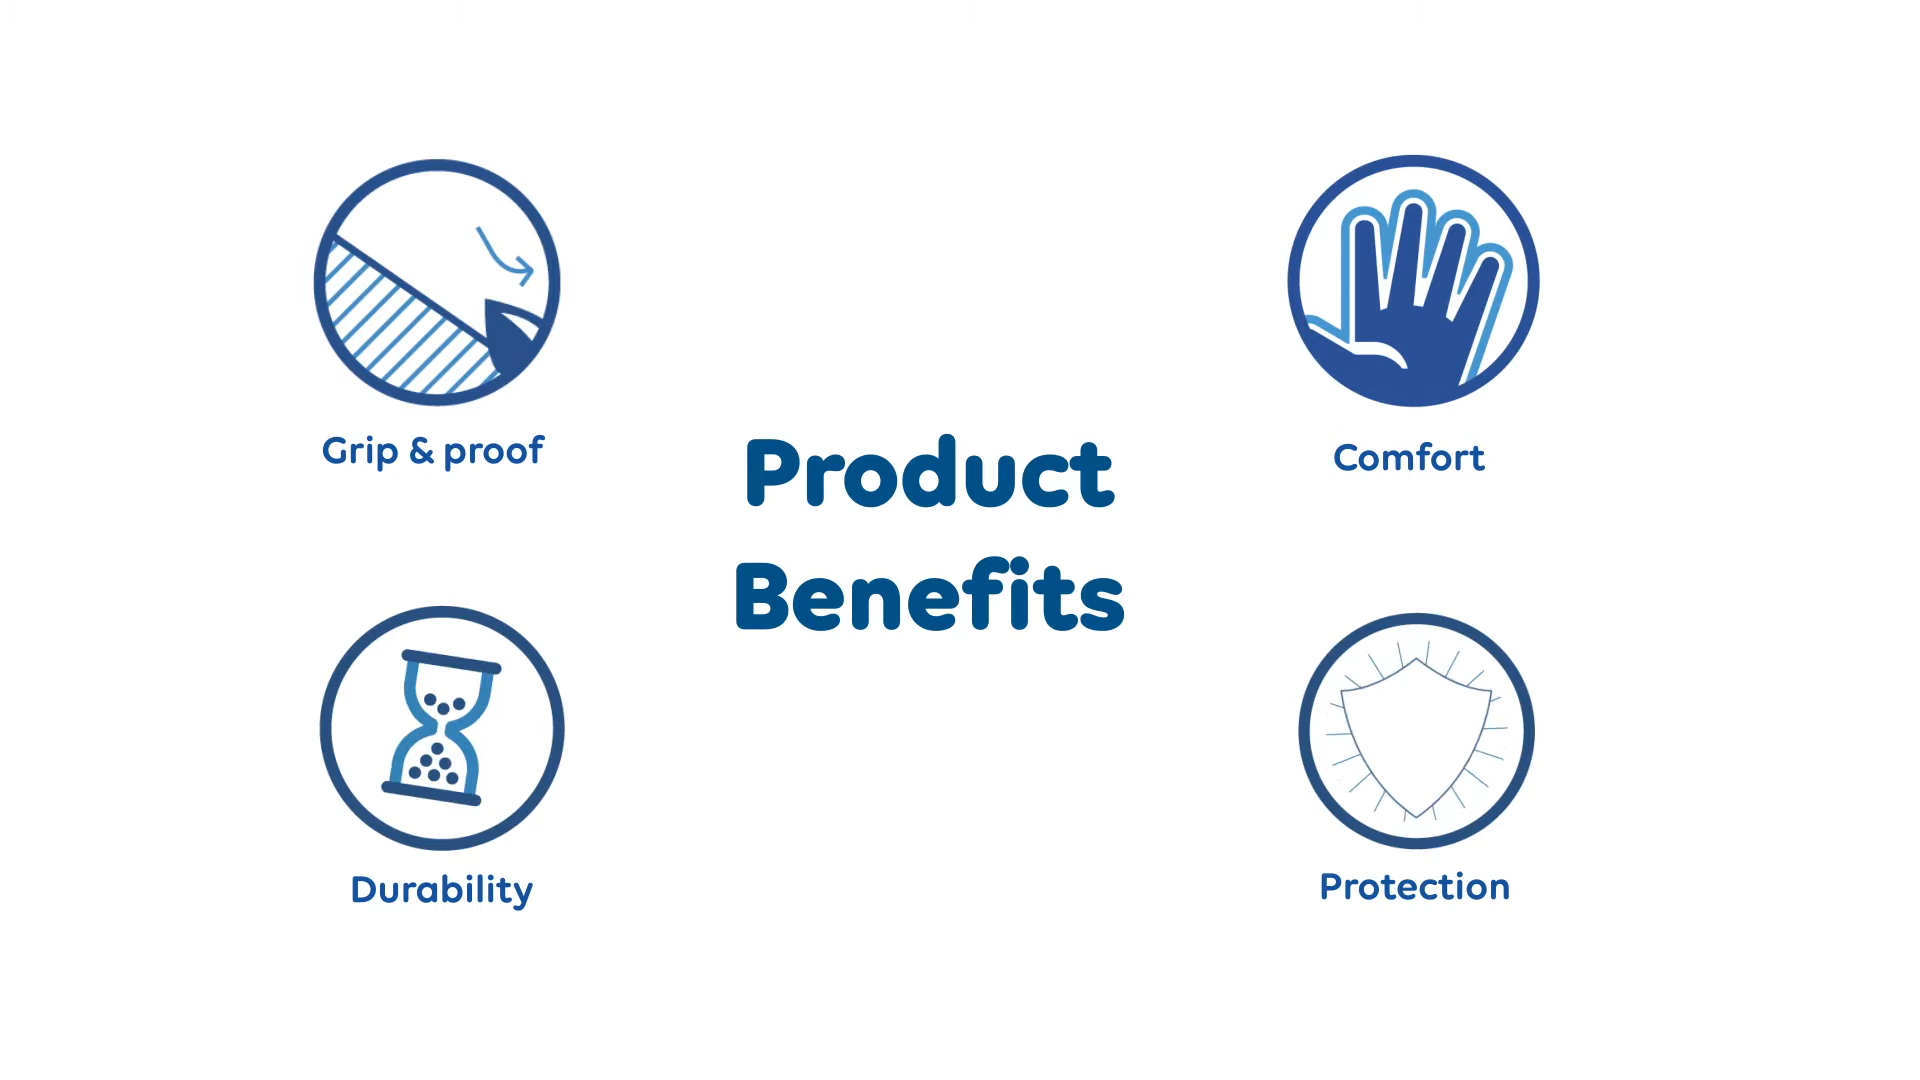 Grip & proof
Comfort
Product
Benefits
Durability
Protection